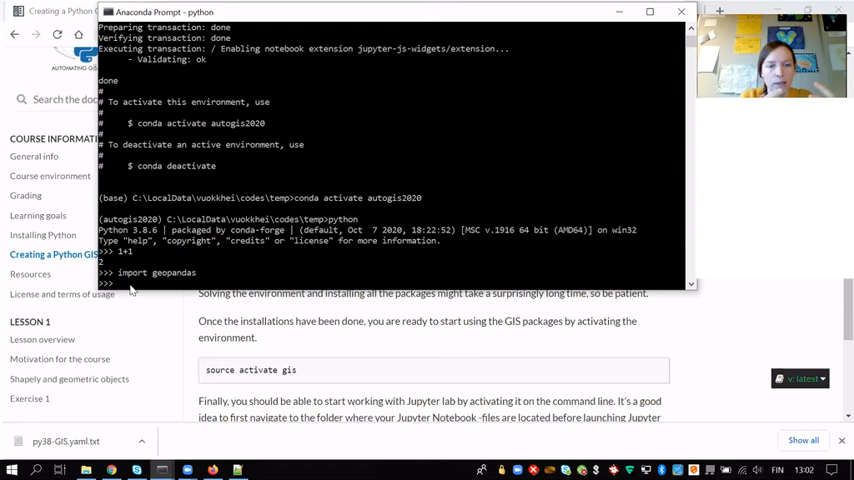 Creating a Python G
Anaconda Prompt - python
Preparing transaction: done
Verifying transaction: done
Executing transaction: / Enabling notebook extension jupyter-js-widgets/extension...
- Validating: ok
done
#
# To activate this environment, use
#
# $ conda activate autogis2020
#
# To deactivate an active environment, use
#
# $ conda deactivate
(base) C:\LocalData\vuokkhei\codes\temp>conda activate autogis2020
(autogis2020) C:\LocalData\vuokkhei\codes\temp>python
Python 3.8.6 | packaged by conda-forge | (default, Oct 7 2020, 18:22:52) [MSC v.1916 64 bit (AMD64)] on win32
Type "help", "copyright", "credits" or "license" for more information.
>>> 1+1
2
>>> import geopandas
>>>
AUTOMATING GIS
Search the doc
COURSE INFORMAT
General info
Course environment
Grading
Learning goals
Installing Python
Creating a Python GIS
Resources
License and terms of usage
LESSON 1
Lesson overview
Motivation for the course
Shapely and geometric objects
Exercise 1
Solving the environment and installing all the packages might take a surprisingly long time, so be patient.
Once the installations have been done, you are ready to start using the GIS packages by activating the
environment.
source activate gis
Finally, you should be able to start working with Jupyter lab by activating it on the command line. It's a good
idea to first navigate to the folder where your Jupyter Notebook -files are located before launching Jupyter
v: latest
py38-GIS.yaml.txt
Show all
FIN
13:02